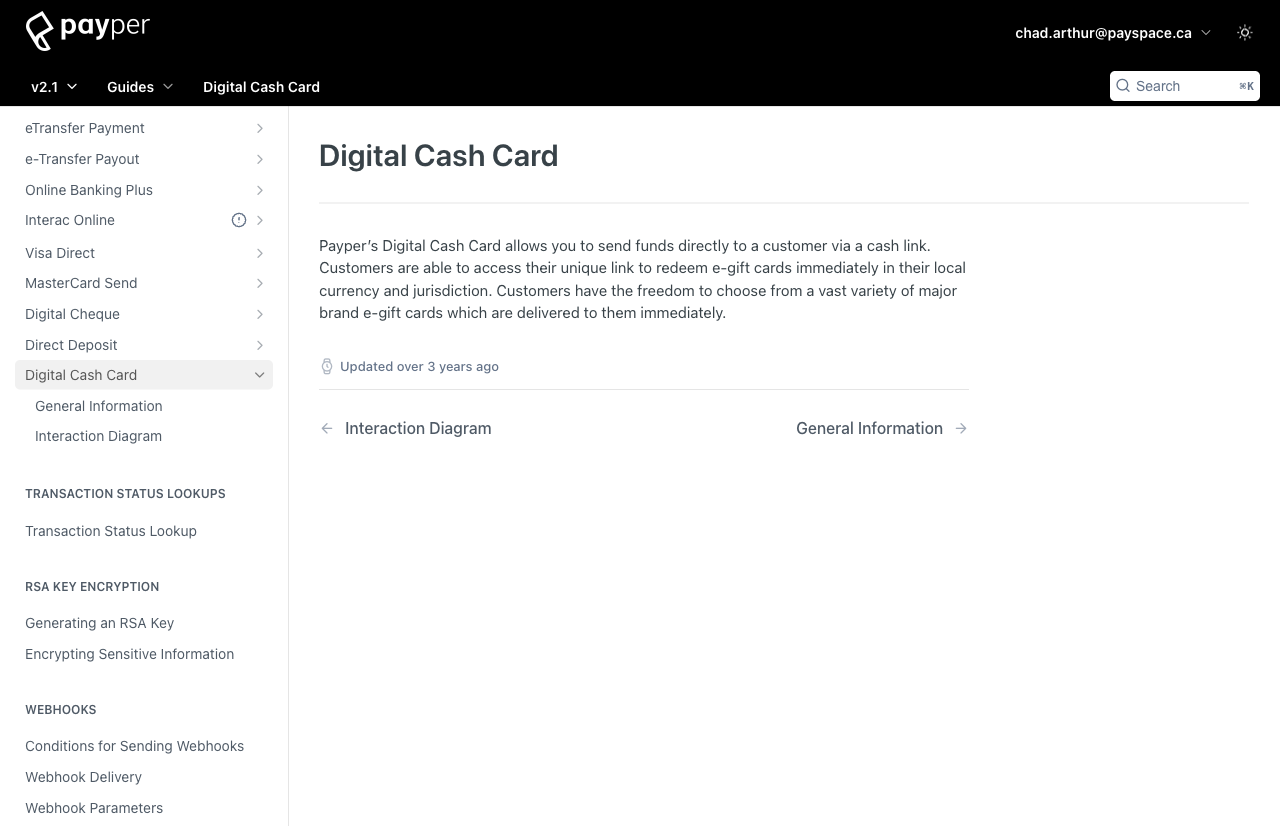 payper
chad.arthur@payspace.ca
v2.1
Guides
Digital Cash Card
Search
⌘K
eTransfer Payment
e-Transfer Payout
Online Banking Plus
Interac Online
Visa Direct
MasterCard Send
Digital Cheque
Direct Deposit
Digital Cash Card
General Information
Interaction Diagram
TRANSACTION STATUS LOOKUPS
Transaction Status Lookup
RSA KEY ENCRYPTION
Generating an RSA Key
Encrypting Sensitive Information
WEBHOOKS
Conditions for Sending Webhooks
Webhook Delivery
Webhook Parameters
Digital Cash Card
Payper’s Digital Cash Card allows you to send funds directly to a customer via a cash link.
Customers are able to access their unique link to redeem e-gift cards immediately in their local
currency and jurisdiction. Customers have the freedom to choose from a vast variety of major
brand e-gift cards which are delivered to them immediately.
Updated over 3 years ago
← Interaction Diagram
General Information →